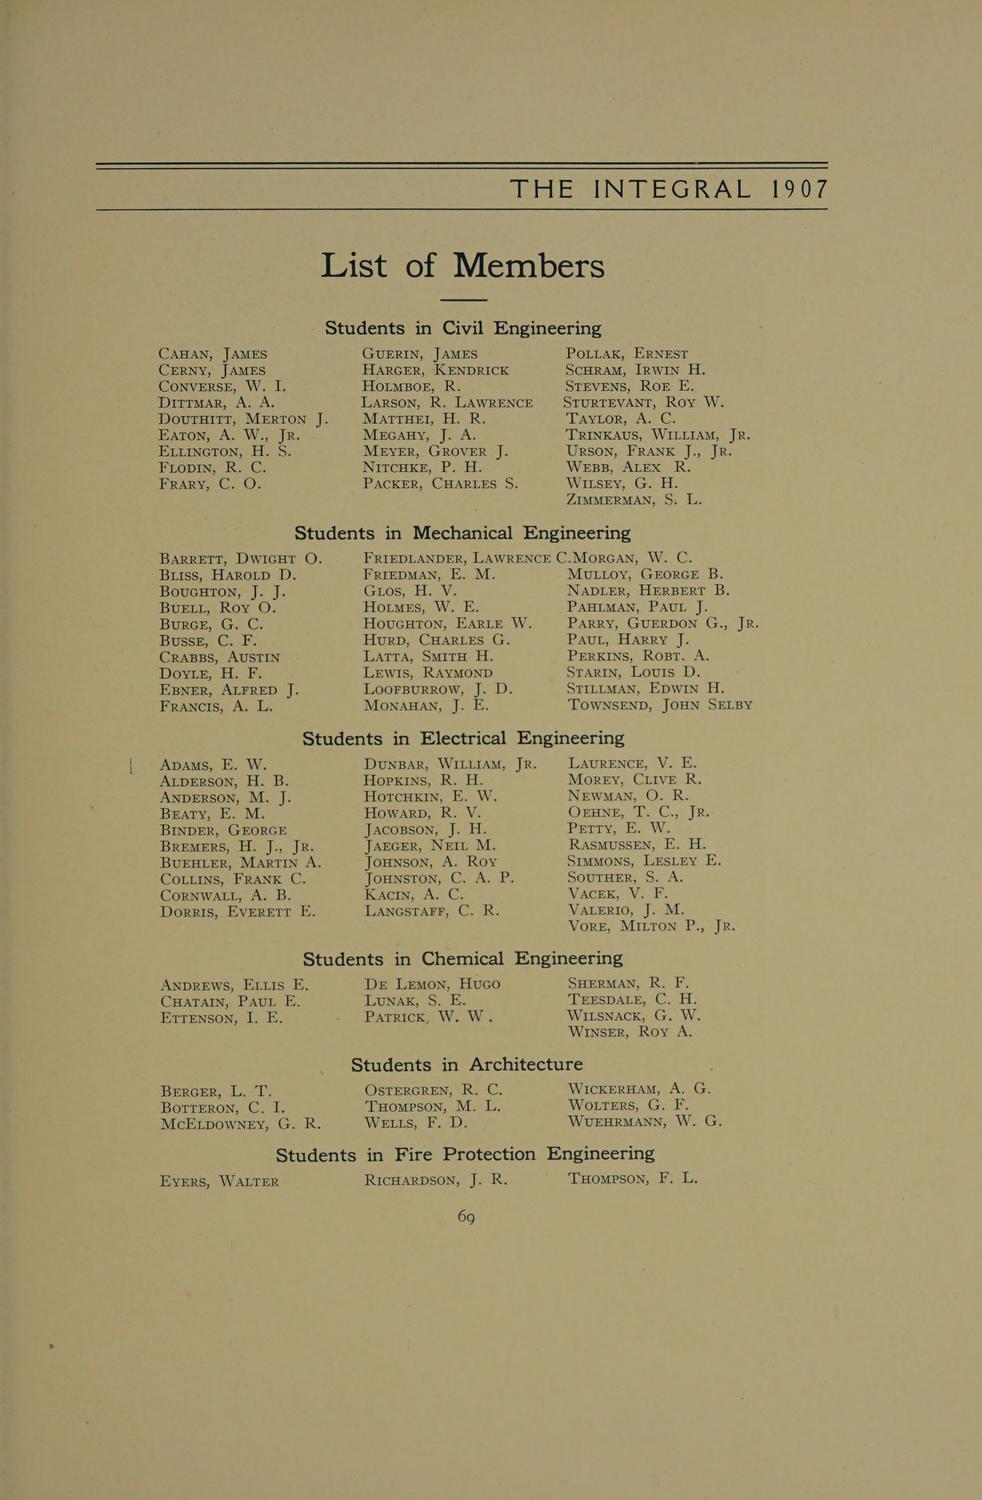 THE INTEGRAL 1907
List of Members
Students in Civil Engineering
CAHAN, JAMES
CERNY, JAMES
CONVERSE, W. I.
DITTMAR, A. A.
DOUTHITT, MERTON J.
EATON, A. W., JR.
ELLINGTON, H. S.
FLODIN, R. C.
FRARY, C. O.
GUERIN, JAMES
HARGER, KENDRICK
HOLMBOE, R.
LARSON, R. LAWRENCE
MATTHEI, H. R.
MEGAHY, J. A.
MEYER, GROVER J.
NITCHKE, P. H.
PACKER, CHARLES S.
POLLAK, ERNEST
SCHRAM, IRWIN H.
STEVENS, ROE E.
STURTEVANT, ROY W.
TAYLOR, A. C.
TRINKAUS, WILLIAM, JR.
URSON, FRANK J., JR.
WEBB, ALEX R.
WILSEY, G. H.
ZIMMERMAN, S. L.
Students in Mechanical Engineering
BARRETT, DWIGHT O.
BLISS, HAROLD D.
BOUGHTON, J. J.
BUELL, ROY O.
BURGE, G. C.
BUSSE, C. F.
CRABBS, AUSTIN
DOYLE, H. F.
EBNER, ALFRED J.
FRANCIS, A. L.
FRIEDLANDER, LAWRENCE C.
FRIEDMAN, E. M.
GLOS, H. V.
HOLMES, W. E.
HOUGHTON, EARLE W.
HURD, CHARLES G.
LATTA, SMITH H.
LEWIS, RAYMOND
LOOFBURROW, J. D.
MONAHAN, J. E.
MORGAN, W. C.
MULLOY, GEORGE B.
NADLER, HERBERT B.
PAHLMAN, PAUL J.
PARRY, GUERDON G., JR.
PAUL, HARRY J.
PERKINS, ROBT. A.
STARIN, LOUIS D.
STILLMAN, EDWIN H.
TOWNSEND, JOHN SELBY
Students in Electrical Engineering
ADAMS, E. W.
ALDERSON, H. B.
ANDERSON, M. J.
BEATY, E. M.
BINDER, GEORGE
BREMERS, H. J., JR.
BUEHLER, MARTIN A.
COLLINS, FRANK C.
CORNWALL, A. B.
DORRIS, EVERETT E.
DUNBAR, WILLIAM, JR.
HOPKINS, R. H.
HOTCHKIN, E. W.
HOWARD, R. V.
JACOBSON, J. H.
JAEGER, NEIL M.
JOHNSON, A. ROY
JOHNSTON, C. A. P.
KACIN, A. C.
LANGSTAFF, C. R.
LAURENCE, V. E.
MOREY, CLIVE R.
NEWMAN, O. R.
OEHNE, T. C., JR.
PETTY, E. W.
RASMUSSEN, E. H.
SIMMONS, LESLEY E.
SOUTHER, S. A.
VACEK, V. F.
VALERIO, J. M.
VORE, MILTON P., JR.
Students in Chemical Engineering
ANDREWS, ELLIS E.
CHATAIN, PAUL E.
ETTENSON, I. E.
DE LEMON, HUGO
LUNAK, S. E.
PATRICK, W. W.
SHERMAN, R. F.
TEESDALE, C. H.
WILSNACK, G. W.
WINSER, ROY A.
Students in Architecture
BERGER, L. T.
BOTTERON, C. I.
MCELDOWNEY, G. R.
OSTERGREN, R. C.
THOMPSON, M. L.
WELLS, F. D.
WICKERHAM, A. G.
WOLTERS, G. F.
WUEHRMANN, W. G.
Students in Fire Protection Engineering
EYERS, WALTER
RICHARDSON, J. R.
THOMPSON, F. L.
69